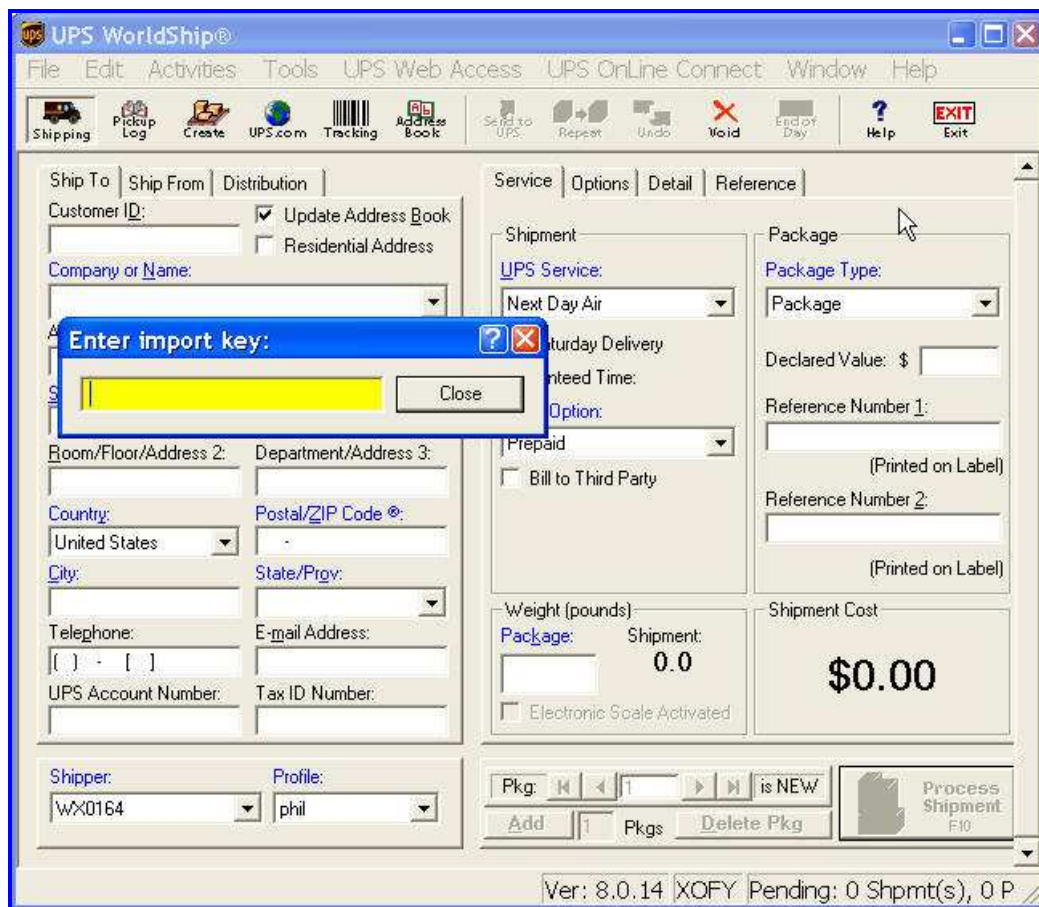 ups UPS WorldShip®
File Edit Activities Tools UPS Web Access UPS OnLine Connect Window Help
Shipping Pickup Log Create UPS.com Tracking Address Book Send to UPS Repeat Undo Void End of Day ? Help EXIT Exit
Ship To Ship From Distribution
Customer ID:
Update Address Book
Residential Address
Company or Name:
A
Enter import key:
Close
S
Room/Floor/Address 2: Department/Address 3:
Country: Postal/ZIP Code ®:
United States -
City: State/Prov:
Telephone: E-mail Address:
( ) - [ ]
UPS Account Number: Tax ID Number:
Shipper: Profile:
WX0164 phil
Service Options Detail Reference
Shipment
UPS Service:
Next Day Air
turday Delivery
nteed Time:
Option:
Prepaid
Bill to Third Party
Package
Package Type:
Package
Declared Value: $
Reference Number 1:
(Printed on Label)
Reference Number 2:
(Printed on Label)
Weight (pounds)
Package: Shipment:
0.0
Electronic Scale Activated
Shipment Cost
$0.00
Pkg: 1 is NEW
Add 1 Pkgs Delete Pkg
Process Shipment F10
Ver: 8.0.14 XOFY Pending: 0 Shpmt(s), 0 P